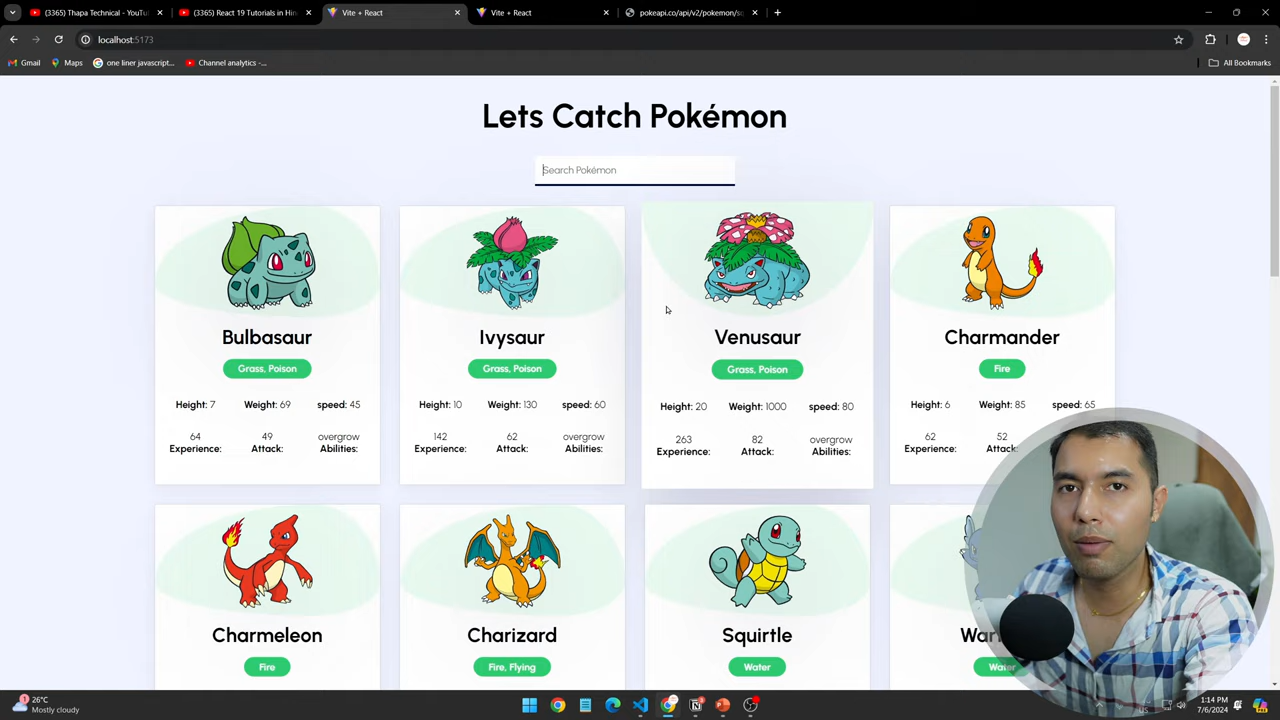 (3365) Thapa Technical - YouTu
(3365) React 19 Tutorials in Hin
Vite + React
Vite + React
pokeapi.co/api/v2/pokemon/sq
localhost:5173
Gmail
Maps
one liner javascript...
Channel analytics -...
All Bookmarks
Lets Catch Pokémon
Search Pokémon
Bulbasaur
Grass, Poison
Height: 7 Weight: 69 speed: 45
64 49 overgrow
Experience: Attack: Abilities:
Ivysaur
Grass, Poison
Height: 10 Weight: 130 speed: 60
142 62 overgrow
Experience: Attack: Abilities:
Venusaur
Grass, Poison
Height: 20 Weight: 1000 speed: 80
263 82 overgrow
Experience: Attack: Abilities:
Charmander
Fire
Height: 6 Weight: 85 speed: 65
62 52
Experience: Attack:
Charmeleon
Fire
Charizard
Fire, Flying
Squirtle
Water
War
Water
26°C
Mostly cloudy
1:14 PM
7/6/2024